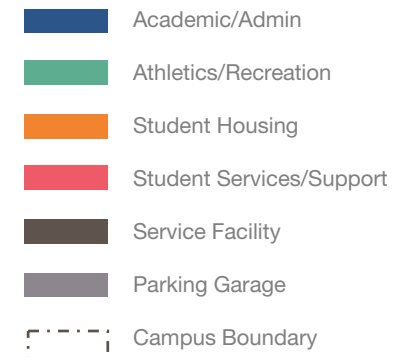 Academic/Admin
Athletics/Recreation
Student Housing
Student Services/Support
Service Facility
Parking Garage
Campus Boundary